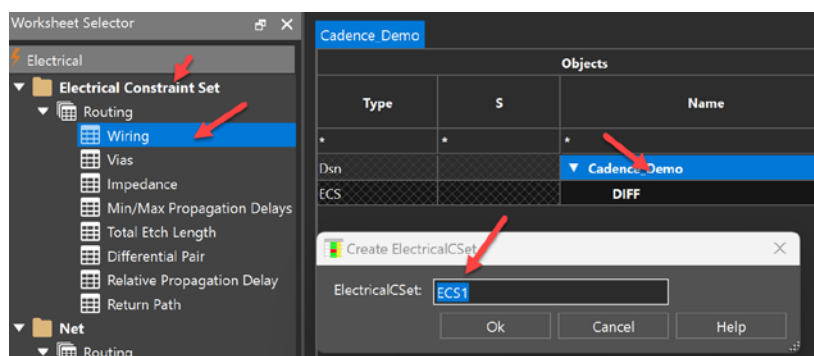 Worksheet Selector
Electrical
Electrical Constraint Set
Routing
Wiring
Vias
Impedance
Min/Max Propagation Delays
Total Etch Length
Differential Pair
Relative Propagation Delay
Return Path
Net
Routing
Cadence_Demo
Objects
Type S Name
* * *
Dsn Cadence_Demo
ECS DIFF
Create ElectricalCSet
ElectricalCSet: ECS1
Ok Cancel Help